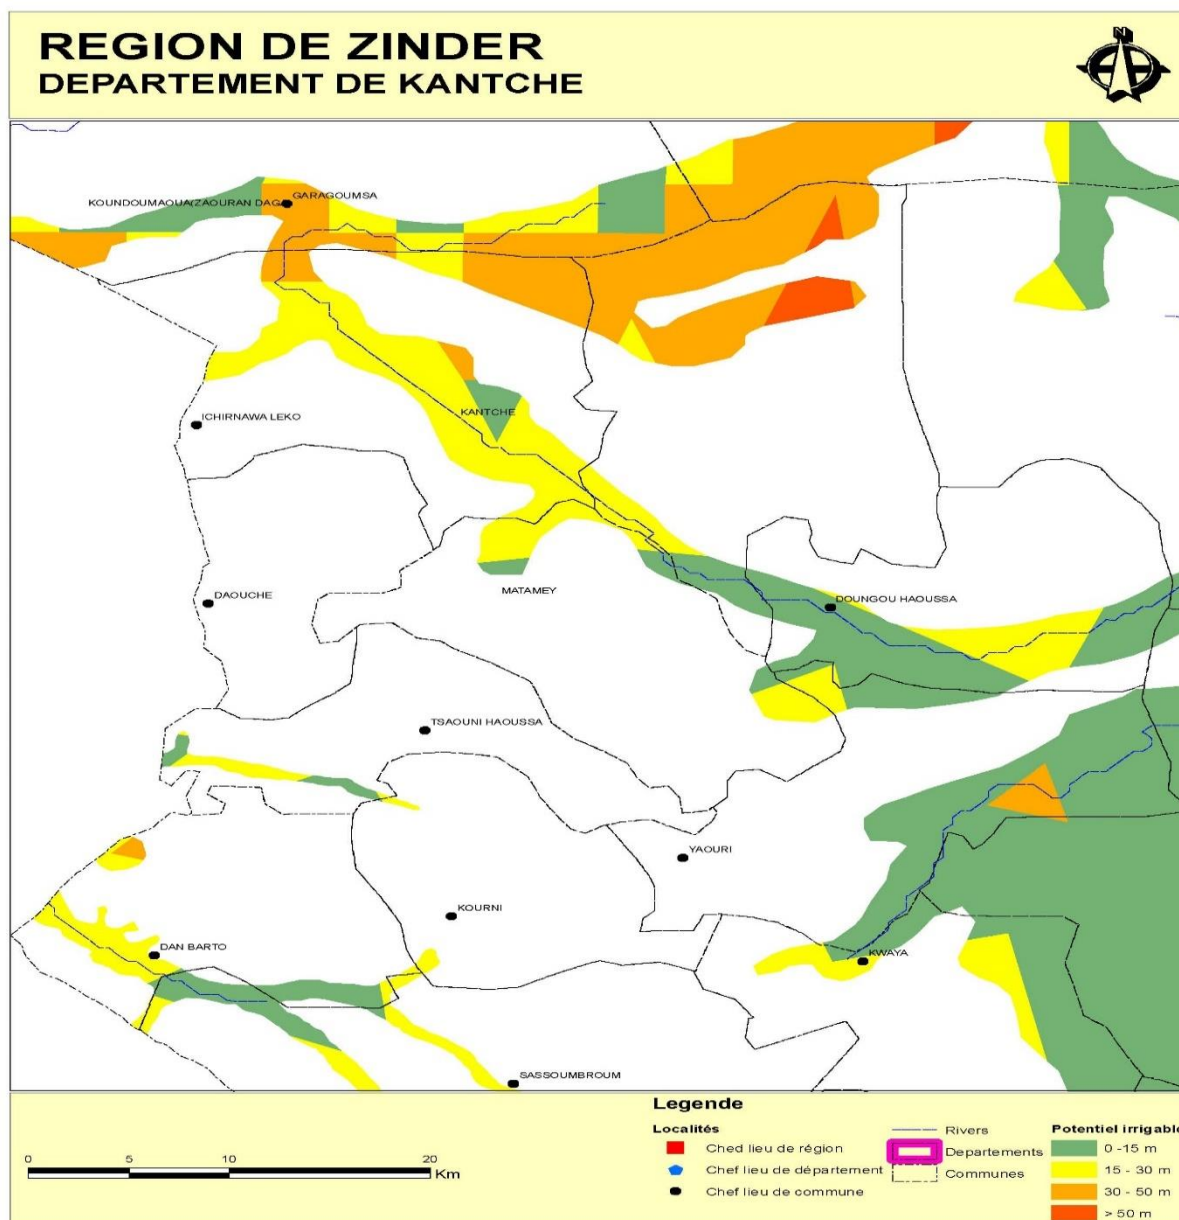 REGION DE ZINDER
DEPARTEMENT DE KANTCHE
N
GARAGOUMSA
KOUNDOUMAOUA(ZAOURAN DAG
KANTCHE
ICHIRNAWA LEKO
MATAMEY
DAOUCHE
DOUNGOU HAOUSSA
TSAOUNI HAOUSSA
YAOURI
KOURNI
DAN BARTO
KWAYA
SASSOUMBROUM
Legende
Localités
Ched lieu de région
Chef lieu de département
Chef lieu de commune
Rivers
Departements
Communes
Potentiel irrigable
0 -15 m
15 - 30 m
30 - 50 m
> 50 m
0 5 10 20
Km